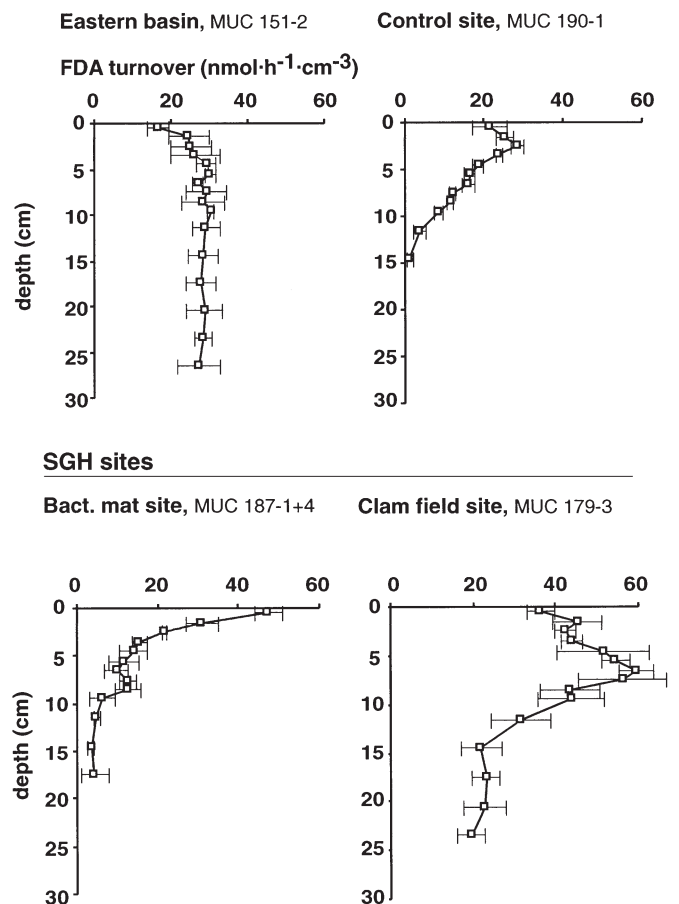 Eastern basin, MUC 151-2
Control site, MUC 190-1
FDA turnover (nmol·h-1·cm-3)
0 20 40 60
0
5
10
15
20
25
30
depth (cm)
0 20 40 60
0
5
10
15
20
25
30
SGH sites
Bact. mat site, MUC 187-1+4
Clam field site, MUC 179-3
0 20 40 60
0
5
10
15
20
25
30
depth (cm)
0 20 40 60
0
5
10
15
20
25
30